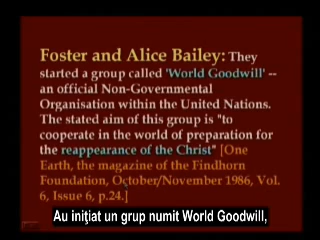 Foster and Alice Bailey: They
started a group called 'World Goodwill' --
an official Non-Governmental
Organisation within the United Nations.
The stated aim of this group is "to
cooperate in the world of preparation for
the reappearance of the Christ" [One
Earth, the magazine of the Findhorn
Foundation, October/November 1986, Vol.
6, Issue 6, p.24.]
Au iniţiat un grup numit World Goodwill,